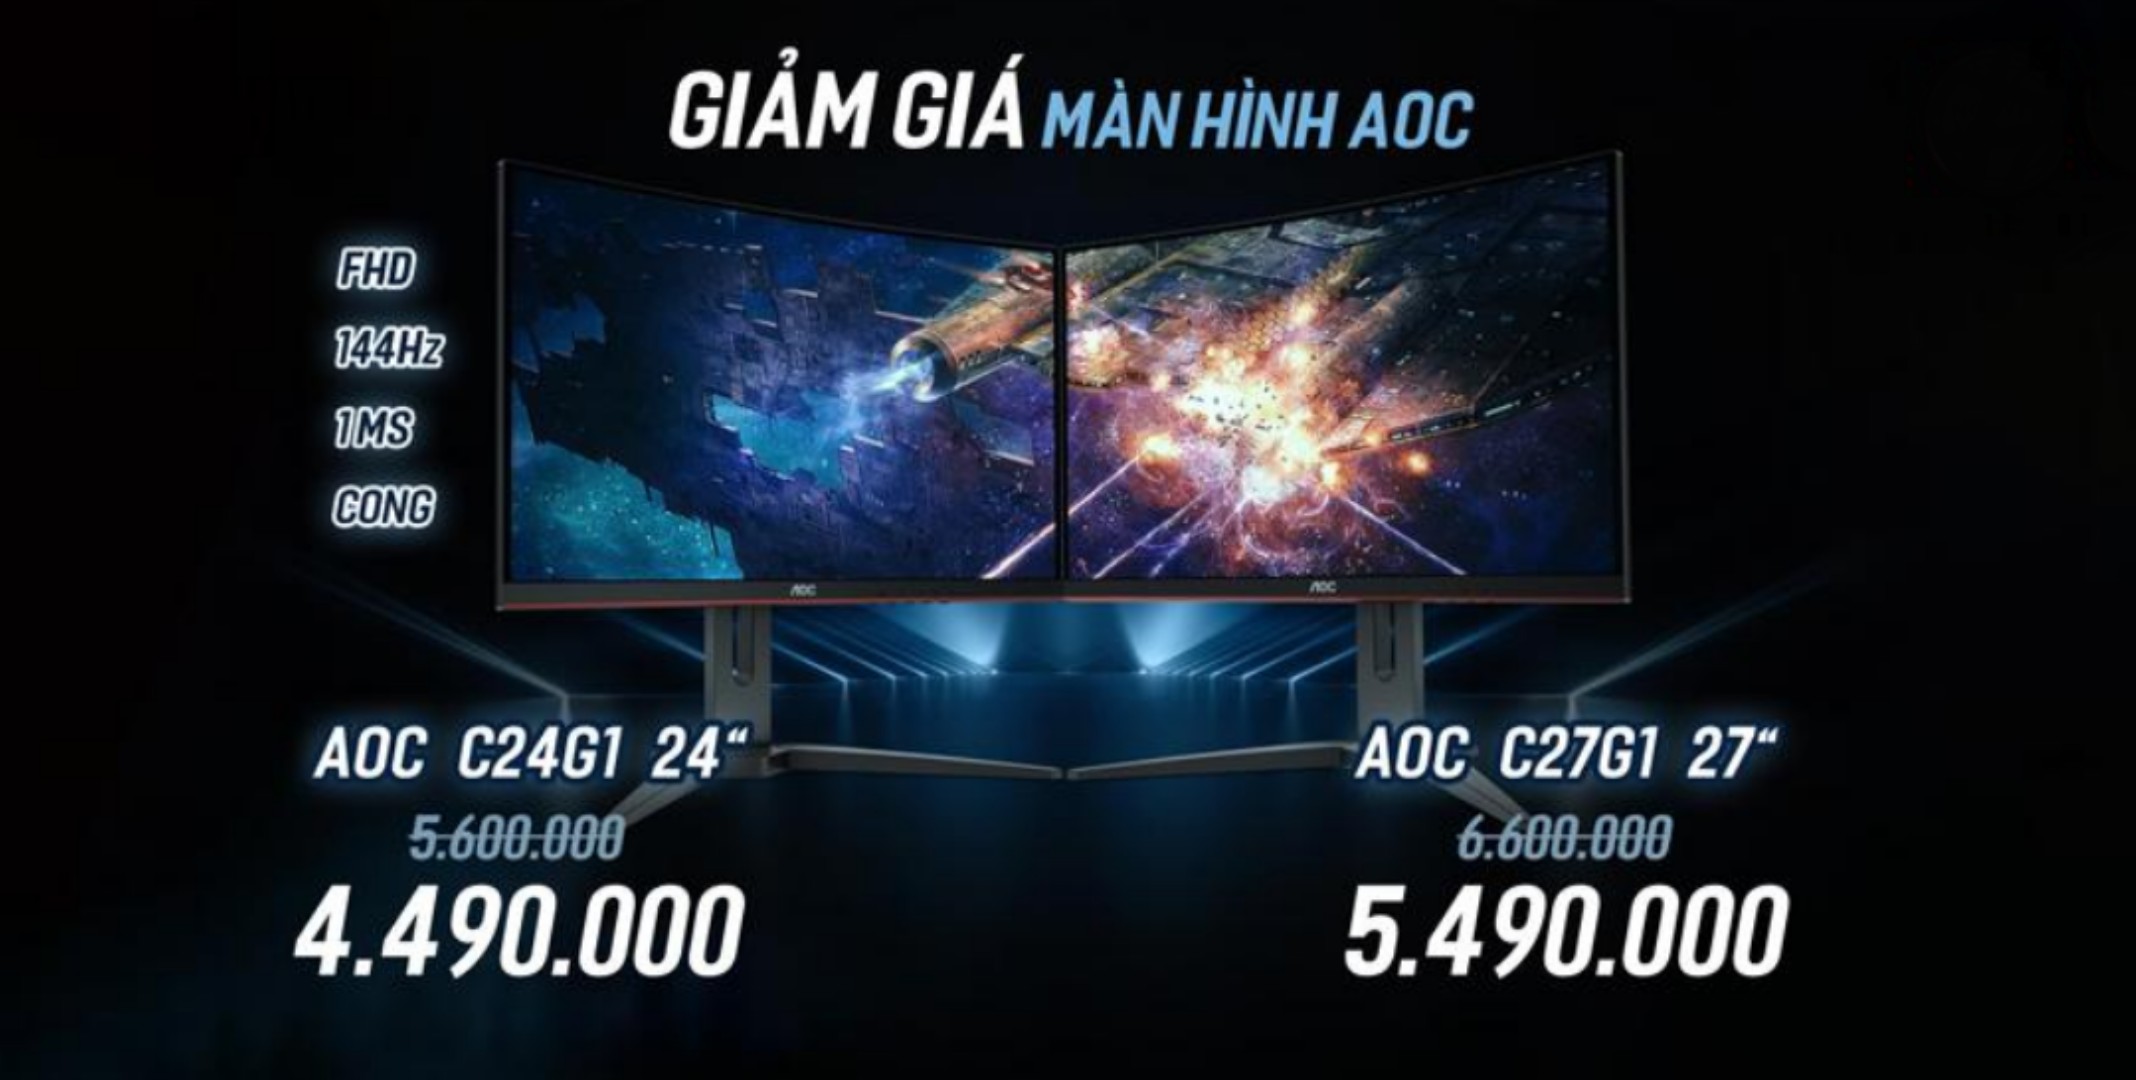 GIẢM GIÁ MÀN HÌNH AOC
FHD
144Hz
1MS
CONG
AOC
AOC
AOC C24G1 24“
5.600.000
4.490.000
AOC C27G1 27“
6.600.000
5.490.000